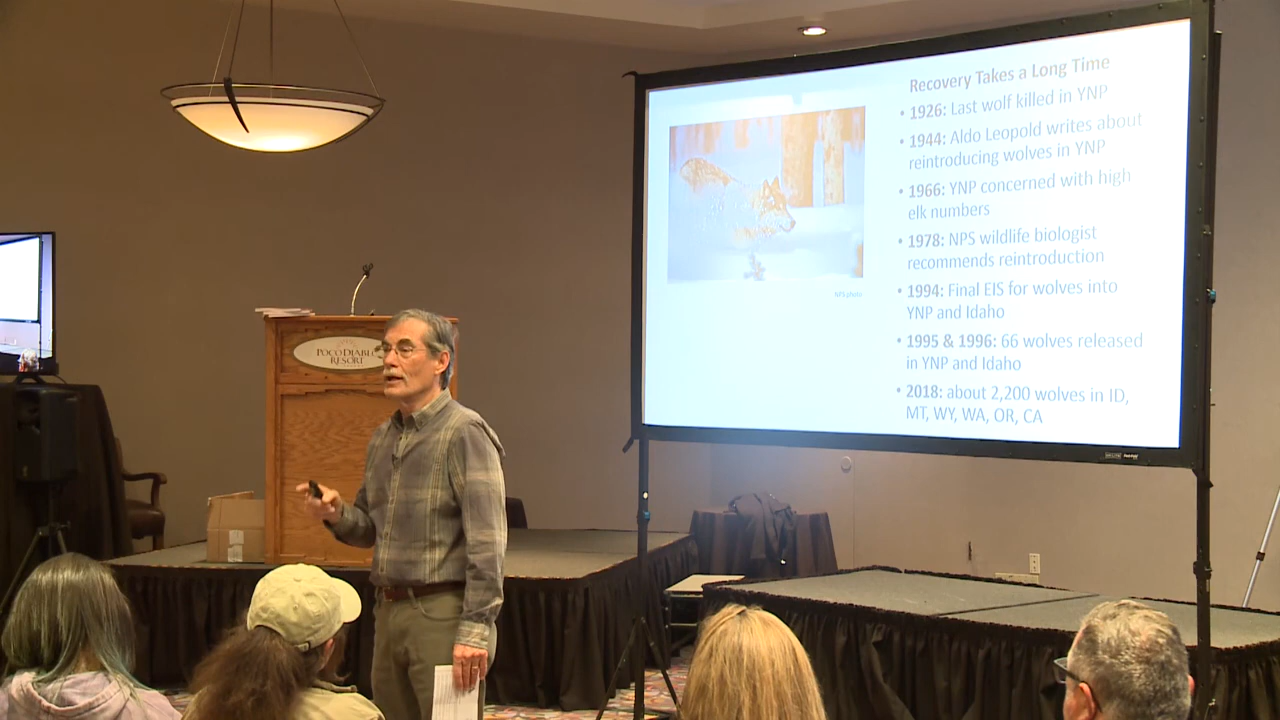 Recovery Takes a Long Time
• 1926: Last wolf killed in YNP
• 1944: Aldo Leopold writes about
reintroducing wolves in YNP
• 1966: YNP concerned with high
elk numbers
• 1978: NPS wildlife biologist
recommends reintroduction
• 1994: Final EIS for wolves into
YNP and Idaho
• 1995 & 1996: 66 wolves released
in YNP and Idaho
• 2018: about 2,200 wolves in ID,
MT, WY, WA, OR, CA
NPS photo
POCO DIABLO
RESORT